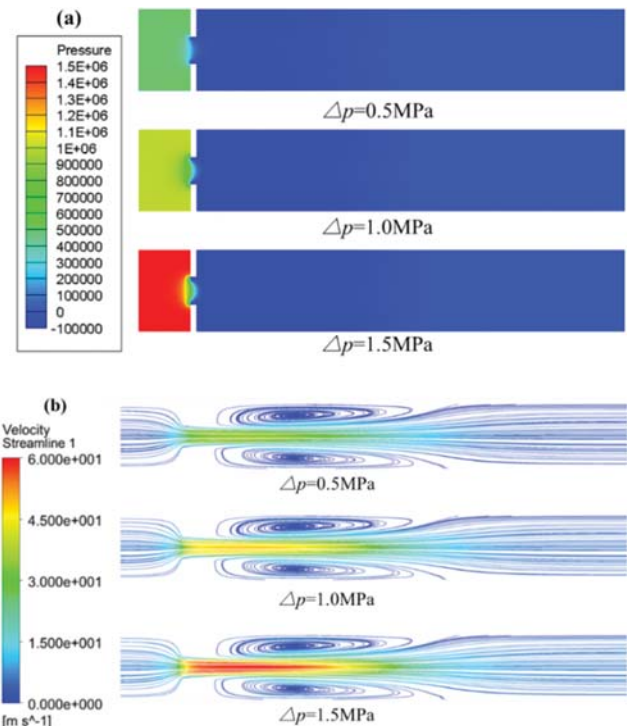 (a)
Pressure
1.5E+06
1.4E+06
1.3E+06
1.2E+06
1.1E+06
1E+06
900000
800000
700000
600000
500000
400000
300000
200000
100000
0
-100000
△p=0.5MPa
△p=1.0MPa
△p=1.5MPa
(b)
Velocity
Streamline 1
6.000e+001
4.500e+001
3.000e+001
1.500e+001
0.000e+000
[m s^-1]
△p=0.5MPa
△p=1.0MPa
△p=1.5MPa